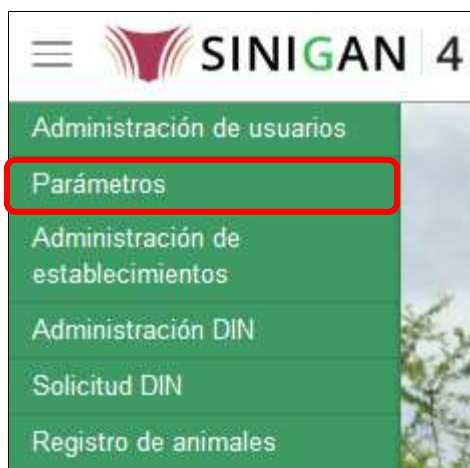 SINIGAN 4
Administración de usuarios
Parámetros
Administración de
establecimientos
Administración DIN
Solicitud DIN
Registro de animales